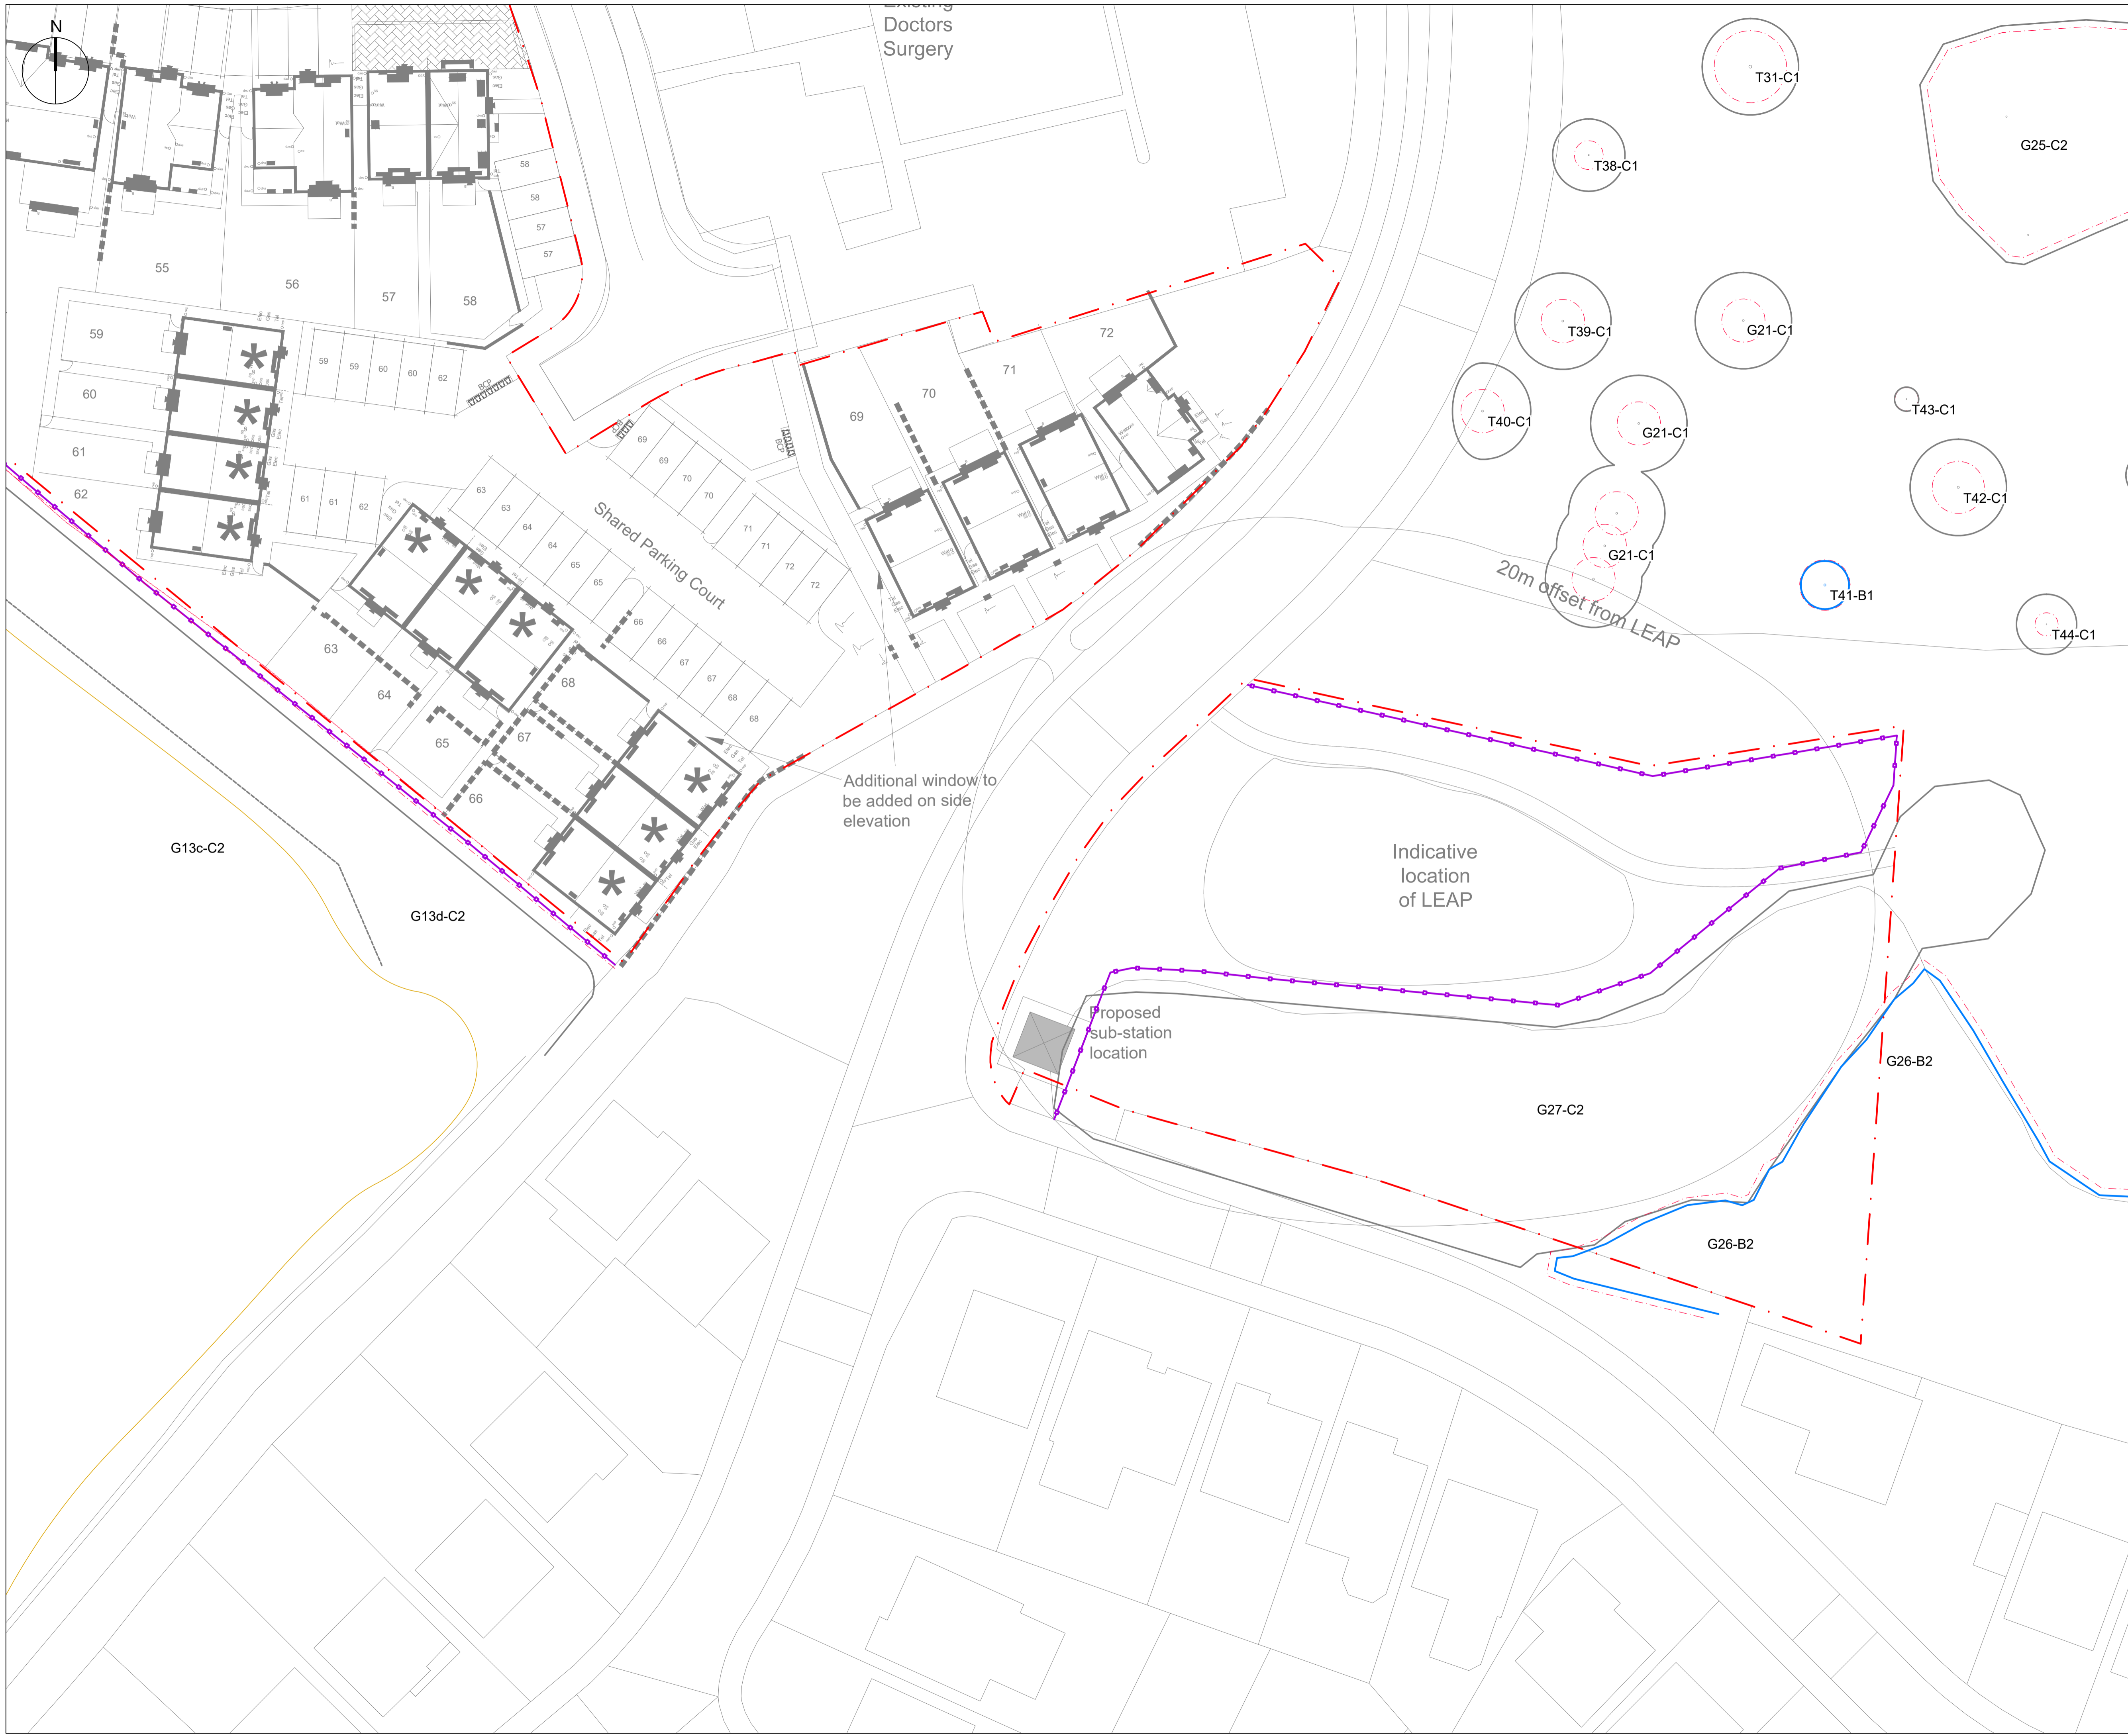 N
Existing
Doctors
Surgery
T31-C1
G25-C2
T38-C1
58
58
57
57
55
56
57
58
T39-C1
G21-C1
59
59
59
60
60
62
BCP
72
71
70
69
60
T40-C1
G21-C1
T43-C1
BCP
BCP
69
69
70
70
61
62
61
61
62
63
63
64
64
65
65
Shared Parking Court
71
71
72
72
T42-C1
G21-C1
20m offset from LEAP
T41-B1
T44-C1
66
66
67
67
68
68
63
64
65
66
67
68
Additional window to
be added on side
elevation
G13c-C2
G13d-C2
Indicative
location
of LEAP
Proposed
sub-station
location
G26-B2
G27-C2
G26-B2